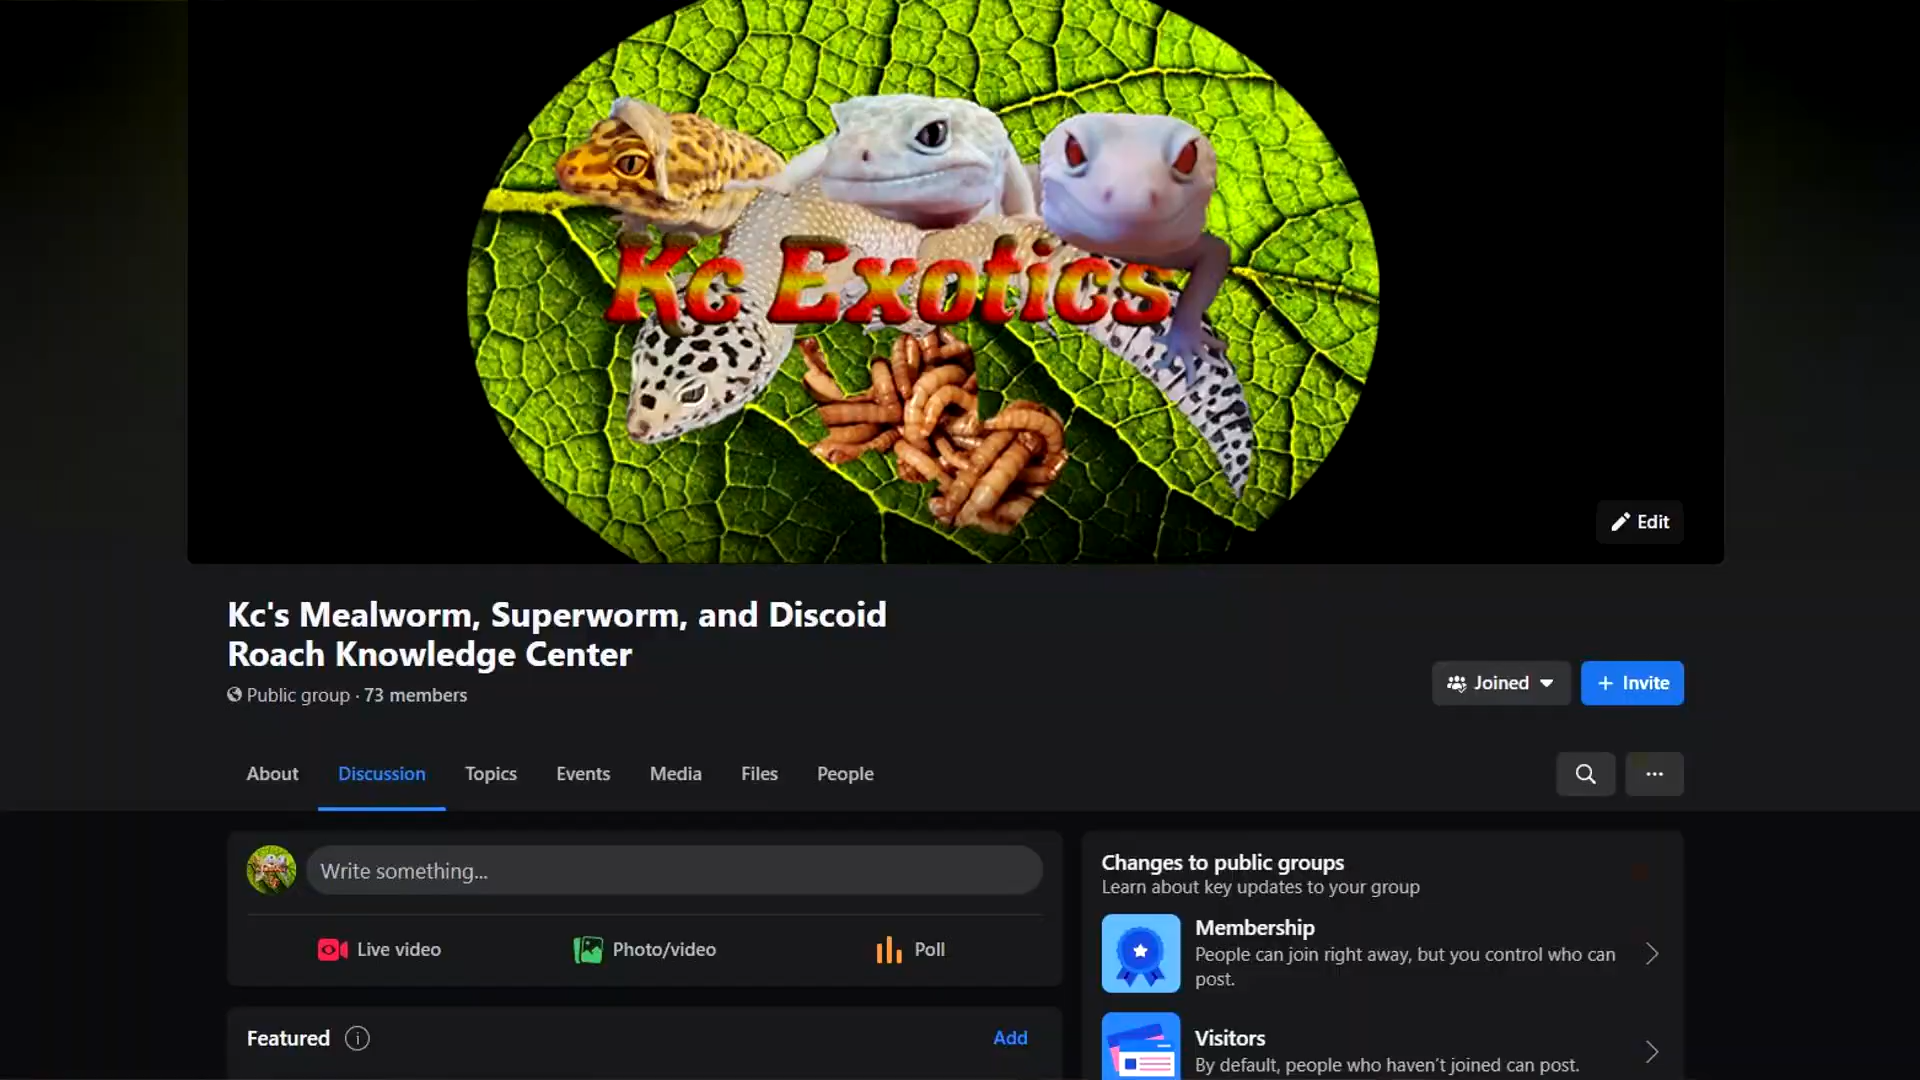 Kc Exotics
Edit
Kc's Mealworm, Superworm, and Discoid
Roach Knowledge Center
Public group · 73 members
Joined
+ Invite
About
Discussion
Topics
Events
Media
Files
People
Write something...
Live video
Photo/video
Poll
Featured
Add
Changes to public groups
Learn about key updates to your group
Membership
People can join right away, but you control who can
post.
Visitors
By default, people who haven't joined can post.